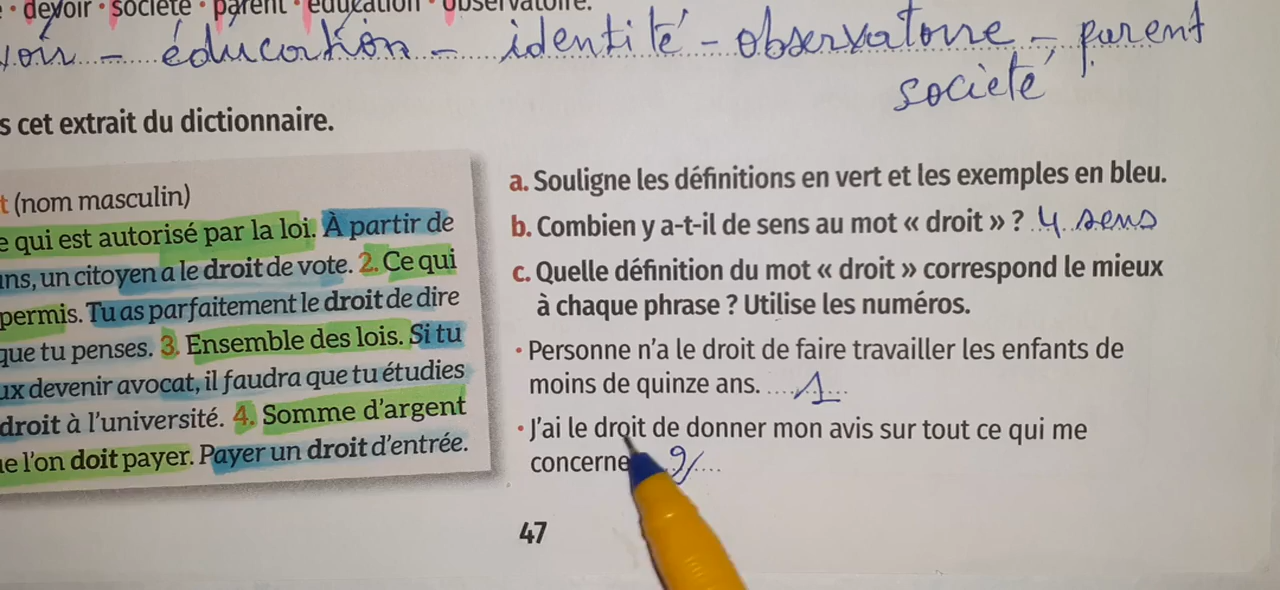 devoir · société · parent · éducation · observatoire.
éducation - identité - observatoire - parent
société
cet extrait du dictionnaire.
(nom masculin)
qui est autorisé par la loi. À partir de
un citoyen a le droit de vote. 2. Ce qui
permis. Tu as parfaitement le droit de dire
que tu penses. 3. Ensemble des lois. Si tu
devenir avocat, il faudra que tu étudies
droit à l'université. 4. Somme d'argent
l'on doit payer. Payer un droit d'entrée.
a. Souligne les définitions en vert et les exemples en bleu.
b. Combien y a-t-il de sens au mot « droit » ? 4 sens
c. Quelle définition du mot « droit » correspond le mieux
à chaque phrase ? Utilise les numéros.
· Personne n'a le droit de faire travailler les enfants de
moins de quinze ans. 1
· J'ai le droit de donner mon avis sur tout ce qui me
concerne
47